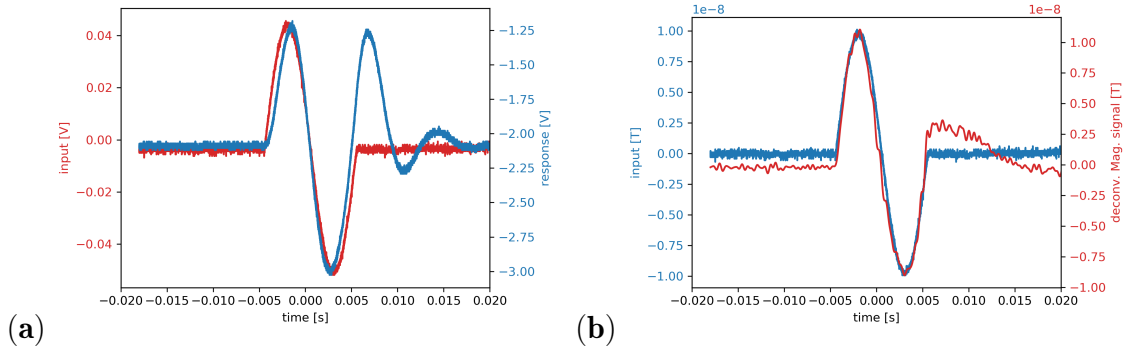 0.04
0.02
0.00
−0.02
−0.04
input [V]
−1.25
−1.50
−1.75
−2.00
−2.25
−2.50
−2.75
−3.00
response [V]
−0.020 −0.015 −0.010 −0.005 0.000 0.005 0.010 0.015 0.020
time [s]
(a)
1e−8
1e−8
1.00
0.75
0.50
0.25
0.00
−0.25
−0.50
−0.75
−1.00
input [T]
1.00
0.75
0.50
0.25
0.00
−0.25
−0.50
−0.75
−1.00
deconv. Mag. signal [T]
−0.020 −0.015 −0.010 −0.005 0.000 0.005 0.010 0.015 0.020
time [s]
(b)